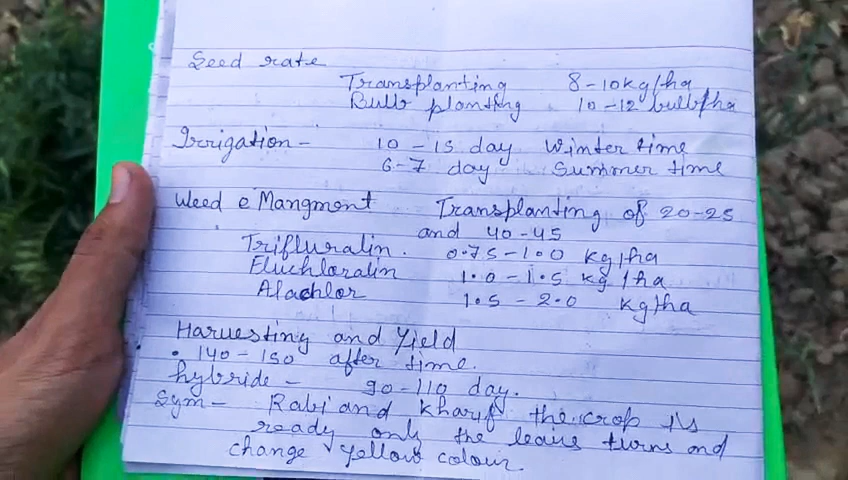 Seed rate
Transplanting 8-10kg/ha
Bulb planting 10-12 bulb/ha
Irrigation - 10-15 day Winter time
6-7 day Summer time
Weed e Mangment Transplanting of 20-25
and 40-45
Trifluralin. 0.75-1.0 kg/ha
Fluchloralin 1.0-1.5 kg/ha
Alachlor 1.5-2.0 kg/ha
Harvesting and Yield
• 140-150 after time.
hybride - 90-110 day.
Sym - Rabi and kharif the crop is
ready only the leaus turns and
change yellow colour.